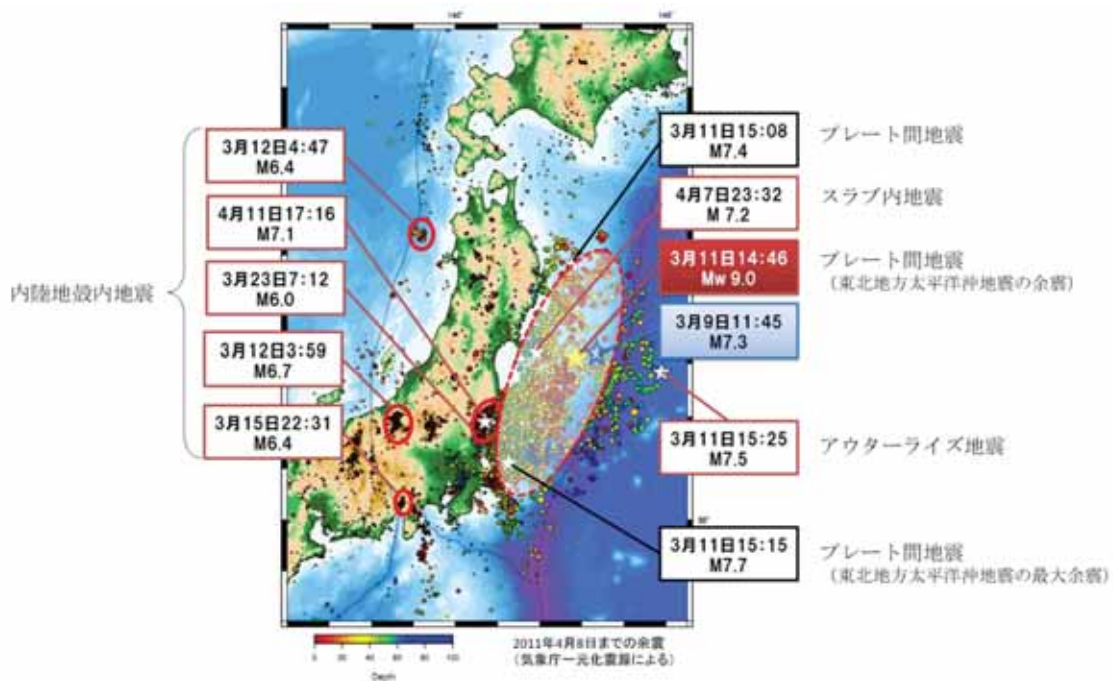 140°
145°
3月12日4:47
M6.4
4月11日17:16
M7.1
3月23日7:12
M6.0
3月12日3:59
M6.7
3月15日22:31
M6.4
内陸地殻内地震
3月11日15:08
M7.4
プレート間地震
4月7日23:32
M 7.2
スラブ内地震
3月11日14:46
Mw 9.0
プレート間地震
(東北地方太平洋沖地震の余震)
3月9日11:45
M7.3
3月11日15:25
M7.5
アウターライズ地震
3月11日15:15
M7.7
プレート間地震
(東北地方太平洋沖地震の最大余震)
0 20 40 60 80 100
Depth
2011年4月8日までの余震
(気象庁一元化震源による)